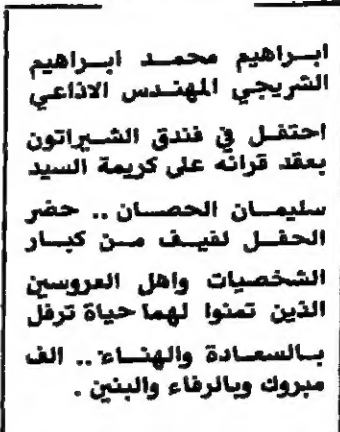 ابراهيم محمد ابراهيم
الشريجي المهندس الاذاعي
احتفل في فندق الشيراتون
بعقد قرانه على كريمة السيد
سليمان الحصان .. حضر
الحفل لفيف من كبار
الشخصيات واهل العروسين
الذين تمنوا لهما حياة ترفل
بالسعادة والهناء .. الف
مبروك وبالرفاء والبنين .